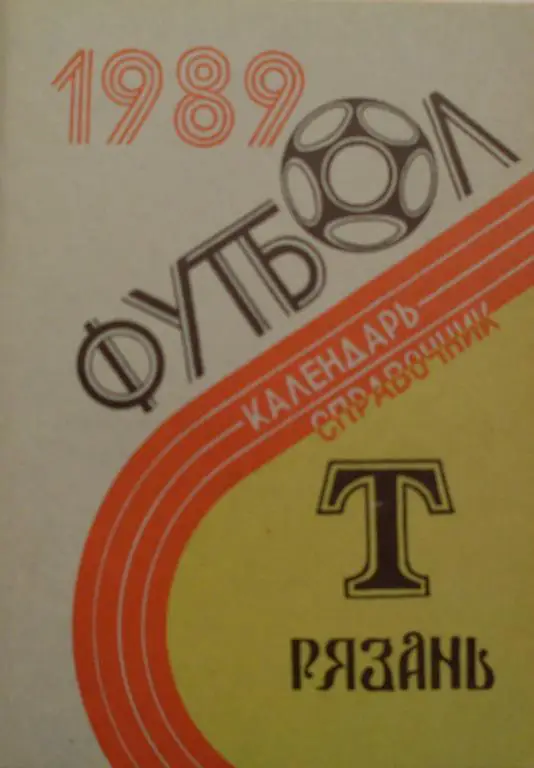 1989
ФУТБОЛ
КАЛЕНДАРЬ
СПРАВОЧНИК
Т
РЯЗАНЬ